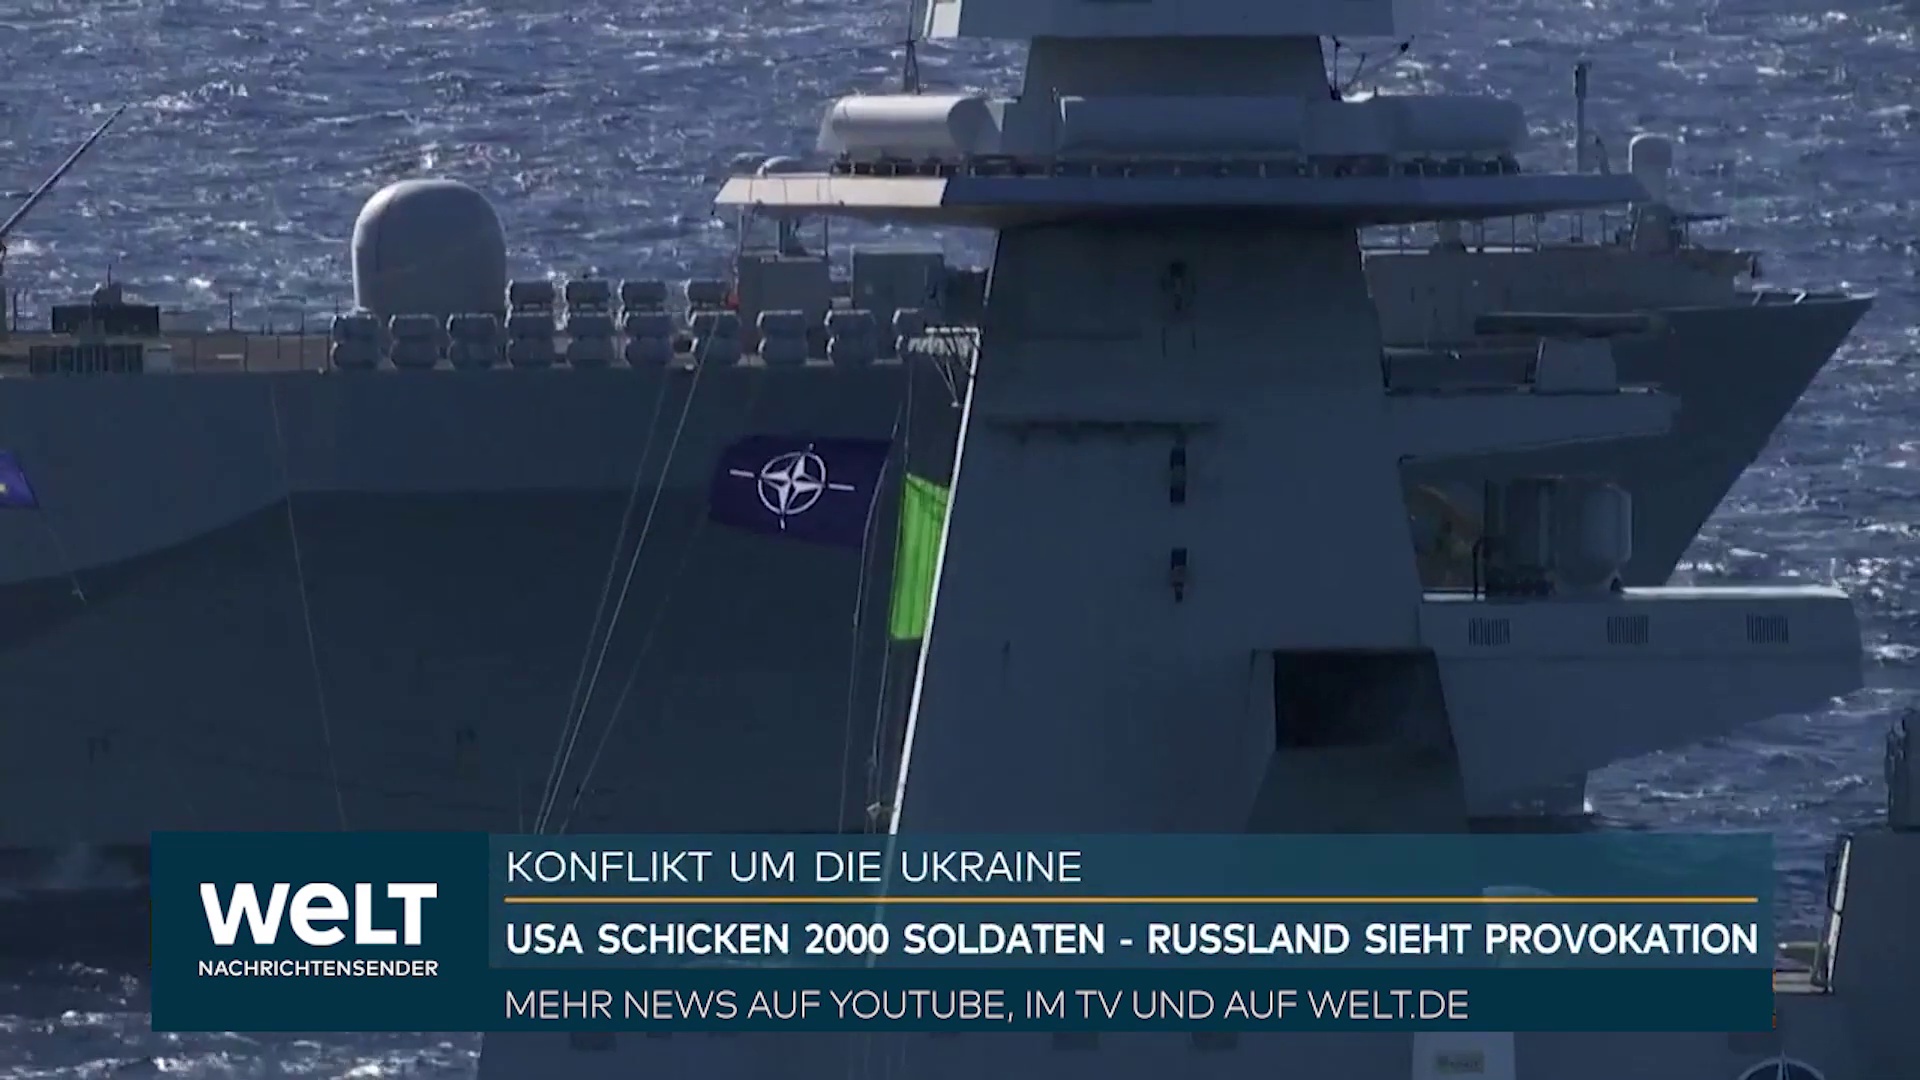 KONFLIKT UM DIE UKRAINE
WELT
NACHRICHTENSENDER
USA SCHICKEN 2000 SOLDATEN - RUSSLAND SIEHT PROVOKATION
MEHR NEWS AUF YOUTUBE, IM TV UND AUF WELT.DE